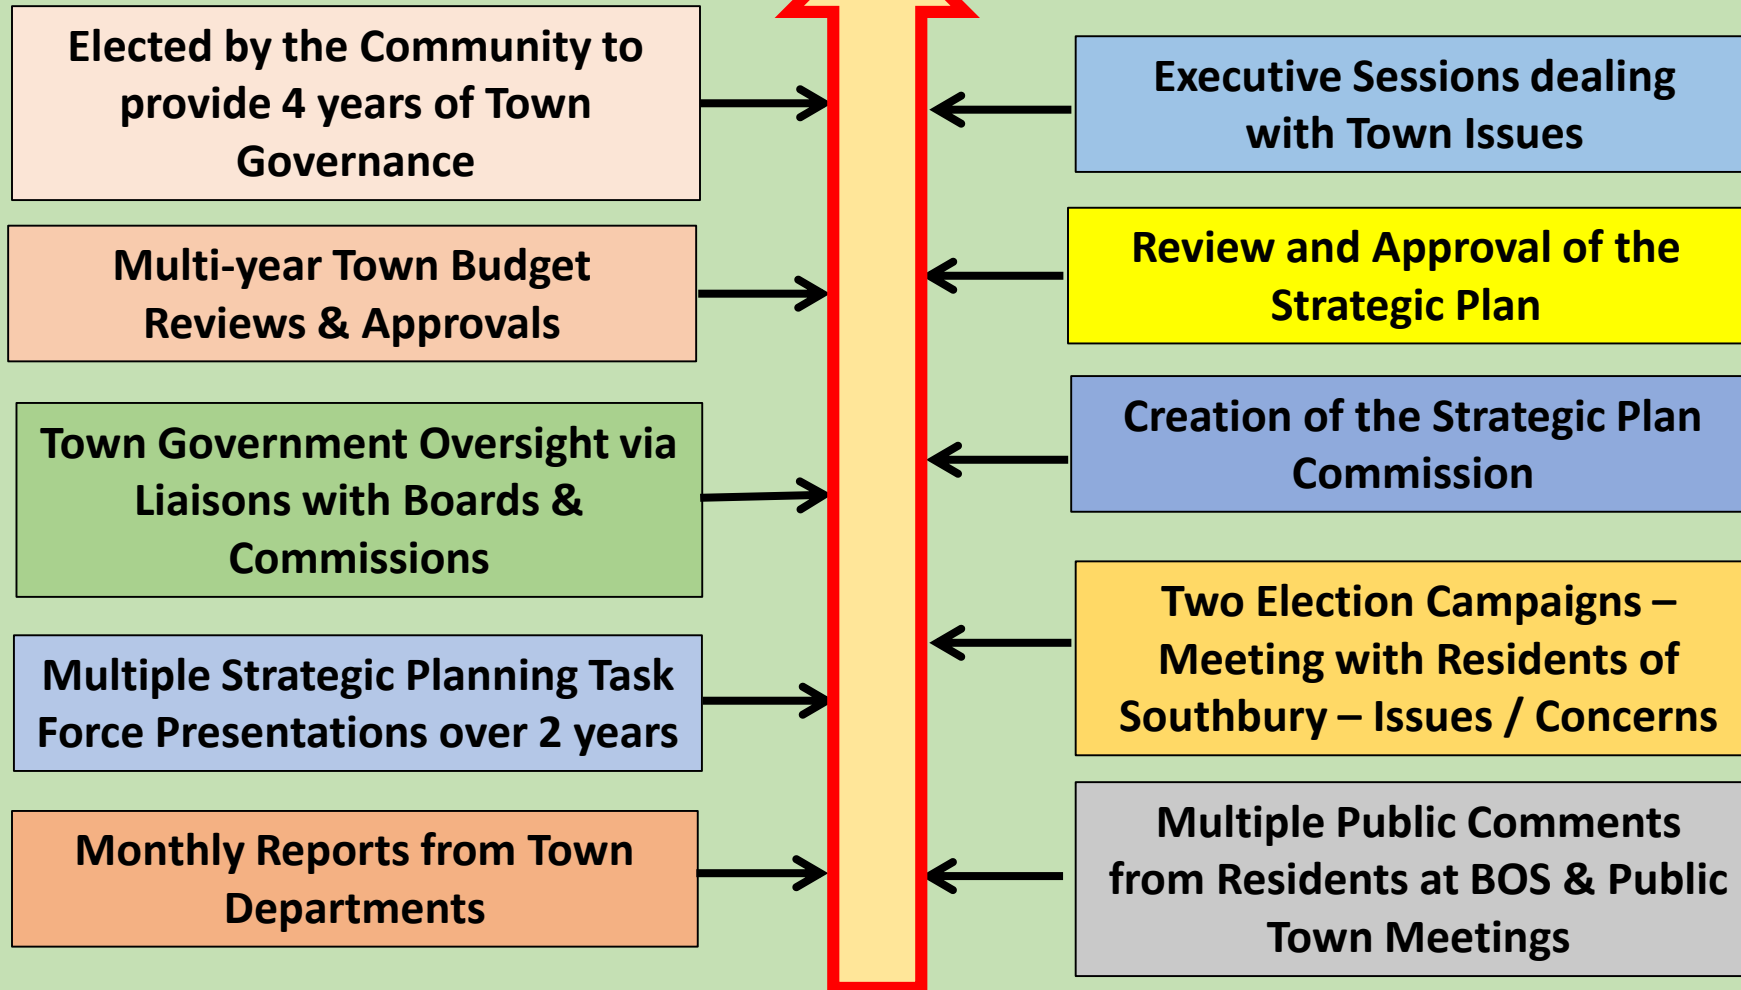 Elected by the Community to
provide 4 years of Town
Governance
Multi-year Town Budget
Reviews & Approvals
Town Government Oversight via
Liaisons with Boards &
Commissions
Multiple Strategic Planning Task
Force Presentations over 2 years
Monthly Reports from Town
Departments
Executive Sessions dealing
with Town Issues
Review and Approval of the
Strategic Plan
Creation of the Strategic Plan
Commission
Two Election Campaigns –
Meeting with Residents of
Southbury – Issues / Concerns
Multiple Public Comments
from Residents at BOS & Public
Town Meetings